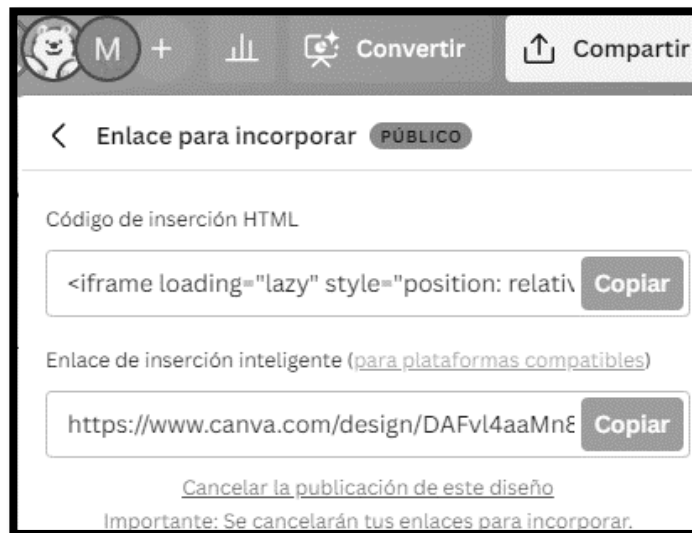 M + Convertir Compartir
Enlace para incorporar PÚBLICO
Código de inserción HTML
<iframe loading="lazy" style="position: relativ Copiar
Enlace de inserción inteligente (para plataformas compatibles)
https://www.canva.com/design/DAFvl4aaMn8 Copiar
Cancelar la publicación de este diseño
Importante: Se cancelarán tus enlaces para incorporar.